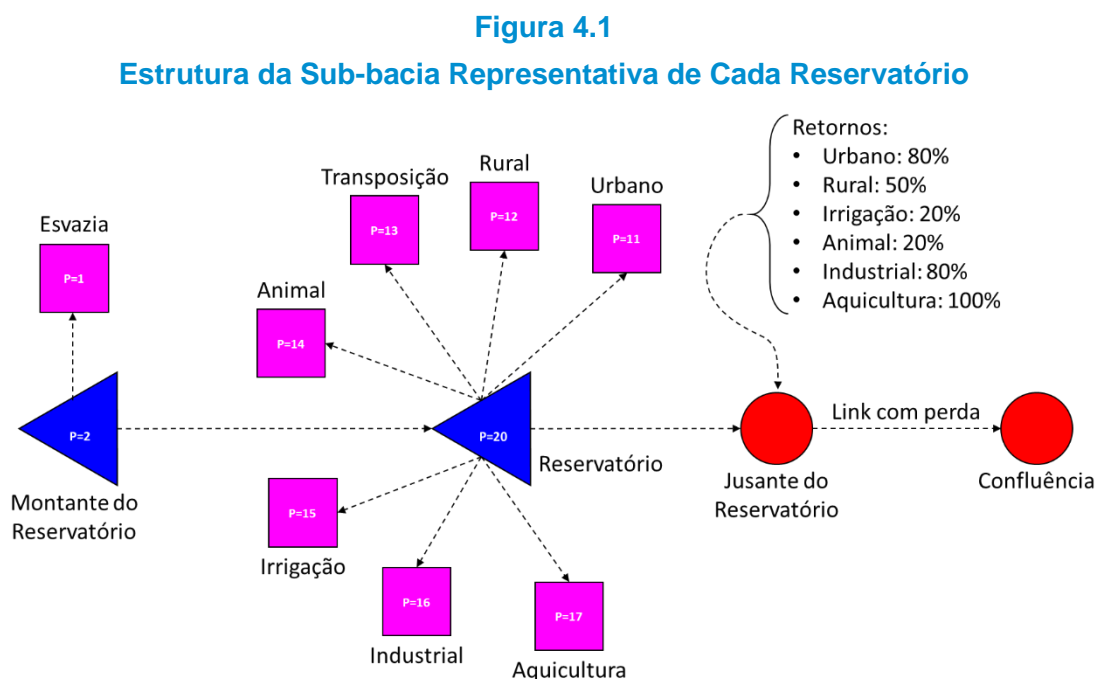 Figura 4.1
Estrutura da Sub-bacia Representativa de Cada Reservatório
Retornos:
• Urbano: 80%
• Rural: 50%
• Irrigação: 20%
• Animal: 20%
• Industrial: 80%
• Aquicultura: 100%
Esvazia
P=1
Transposição
P=13
Rural
P=12
Urbano
P=11
Animal
P=14
P=2
Montante do
Reservatório
P=20
Reservatório
Jusante do
Reservatório
Link com perda
Confluência
P=15
Irrigação
P=16
Industrial
P=17
Aquicultura